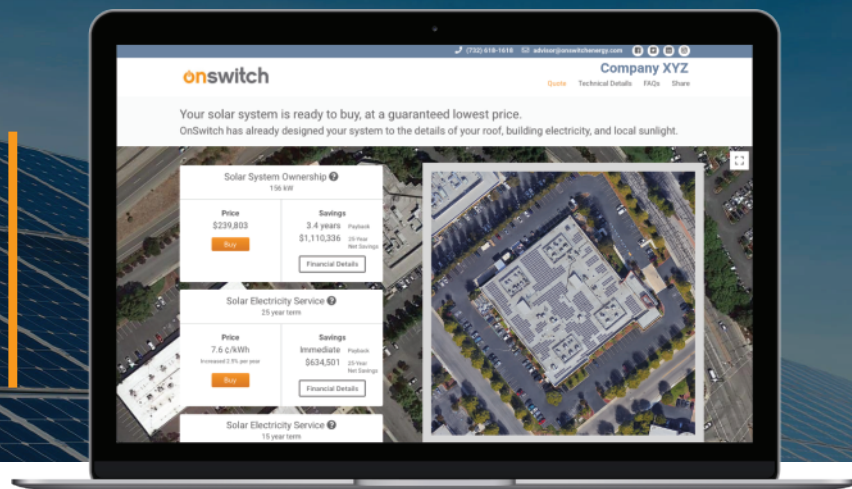 (732) 618-1618 advisor@onswitchenergy.com
onswitch
Company XYZ
Quote Technical Details FAQs Share
Your solar system is ready to buy, at a guaranteed lowest price.
OnSwitch has already designed your system to the details of your roof, building electricity, and local sunlight.
Solar System Ownership ?
156 kW
Price
$239,803
Buy
Savings
3.4 years Payback
$1,110,336 25-Year
Net Savings
Financial Details
Solar Electricity Service ?
25 year term
Price
7.6 ¢/kWh
Increased 2.9% per year
Buy
Savings
Immediate Payback
$634,501 25-Year
Net Savings
Financial Details
Solar Electricity Service ?
15 year term